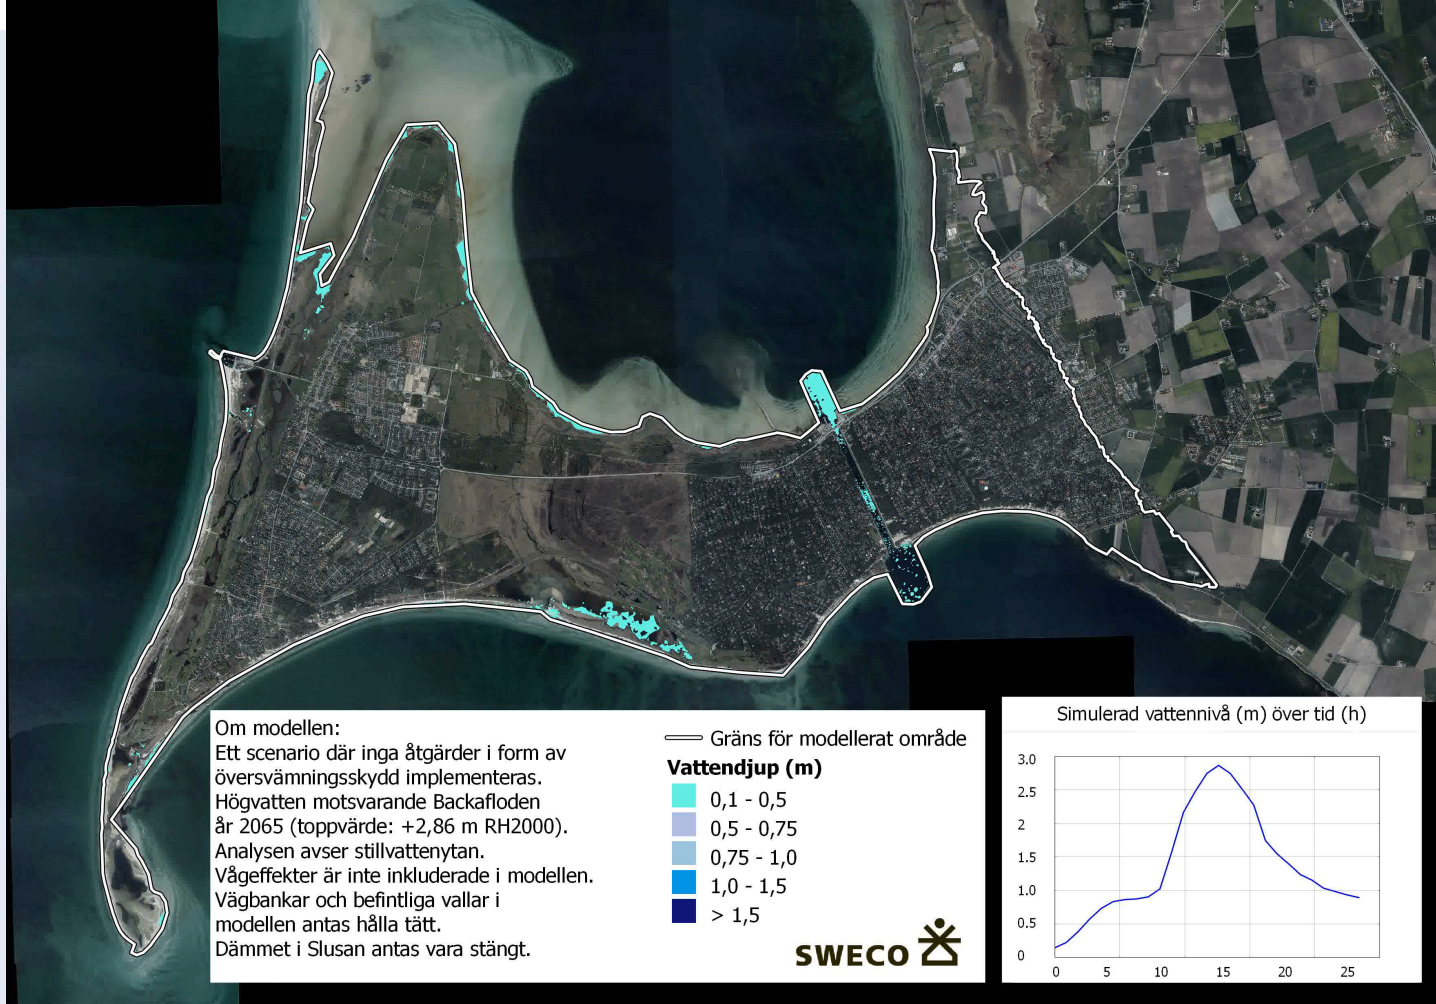 Om modellen:
Ett scenario där inga åtgärder i form av
översvämningsskydd implementeras.
Högvatten motsvarande Backafloden
år 2065 (toppvärde: +2,86 m RH2000).
Analysen avser stillvattenytan.
Vågeffekter är inte inkluderade i modellen.
Vägbankar och befintliga vallar i
modellen antas hålla tätt.
Dämmet i Slusan antas vara stängt.
Gräns för modellerat område
Vattendjup (m)
0,1 - 0,5
0,5 - 0,75
0,75 - 1,0
1,0 - 1,5
> 1,5
SWECO
Simulerad vattennivå (m) över tid (h)
3.0
2.5
2
1.5
1.0
0.5
0
0 5 10 15 20 25